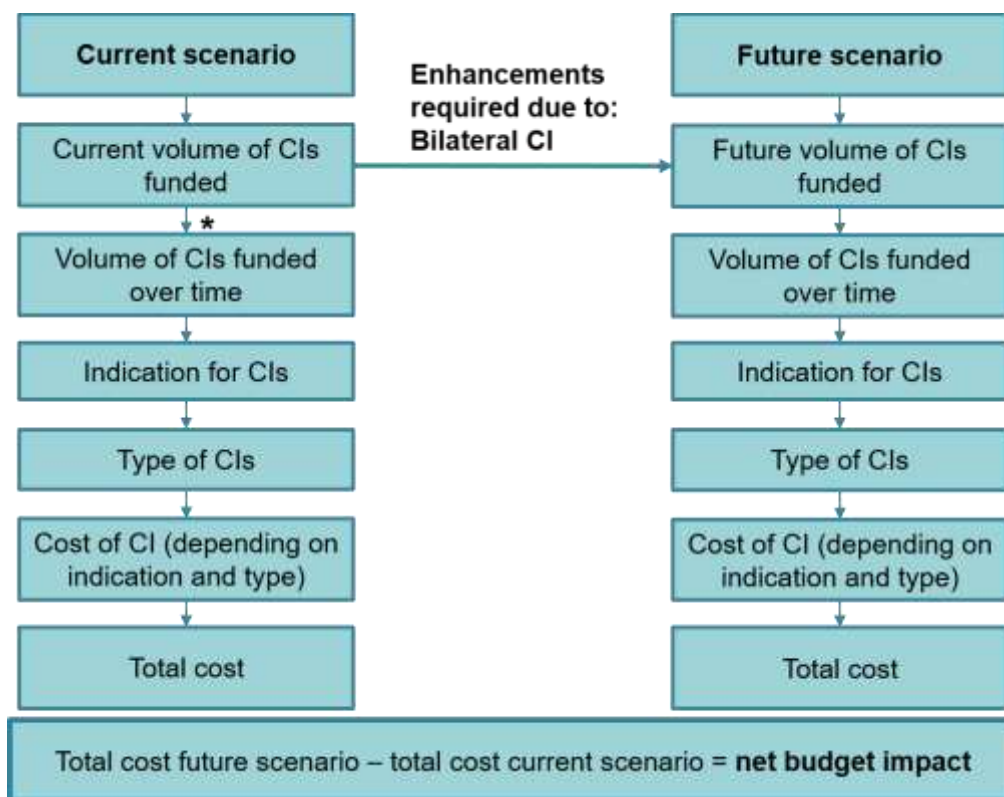 Current scenario
Current volume of CIs
funded
*
Volume of CIs funded
over time
Indication for CIs
Type of CIs
Cost of CI (depending on
indication and type)
Total cost
Enhancements
required due to:
Bilateral CI
Future scenario
Future volume of CIs
funded
Volume of CIs funded
over time
Indication for CIs
Type of CIs
Cost of CI (depending on
indication and type)
Total cost
Total cost future scenario – total cost current scenario = net budget impact